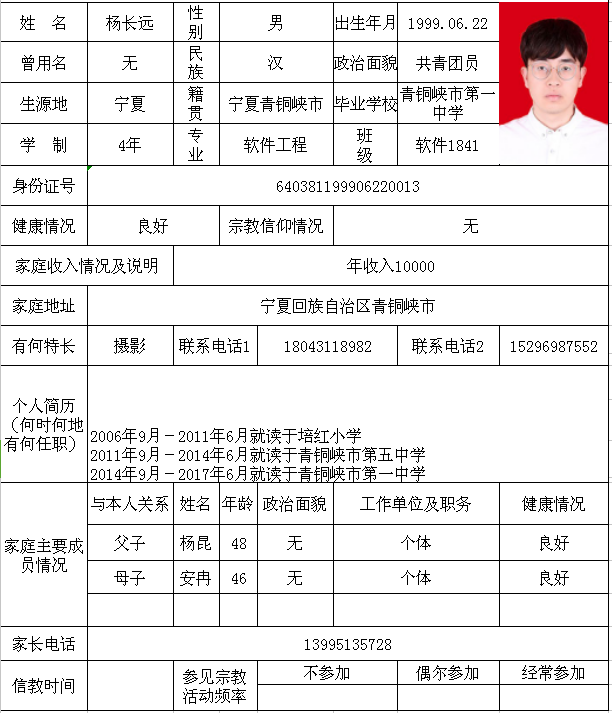 姓 名 杨长远 性别 男 出生年月 1999.06.22
曾用名 无 民族 汉 政治面貌 共青团员
生源地 宁夏 籍贯 宁夏青铜峡市 毕业学校 青铜峡市第一中学
学 制 4年 专业 软件工程 班级 软件1841
身份证号 640381199906220013
健康情况 良好 宗教信仰情况 无
家庭收入情况及说明 年收入10000
家庭地址 宁夏回族自治区青铜峡市
有何特长 摄影 联系电话1 18043118982 联系电话2 15296987552
个人简历
(何时何地
有何任职)
2006年9月－2011年6月就读于培红小学
2011年9月－2014年6月就读于青铜峡市第五中学
2014年9月－2017年6月就读于青铜峡市第一中学
家庭主要成员情况
与本人关系 姓名 年龄 政治面貌 工作单位及职务 健康情况
父子 杨昆 48 无 个体 良好
母子 安冉 46 无 个体 良好
家长电话 13995135728
信教时间 参见宗教活动频率 不参加 偶尔参加 经常参加